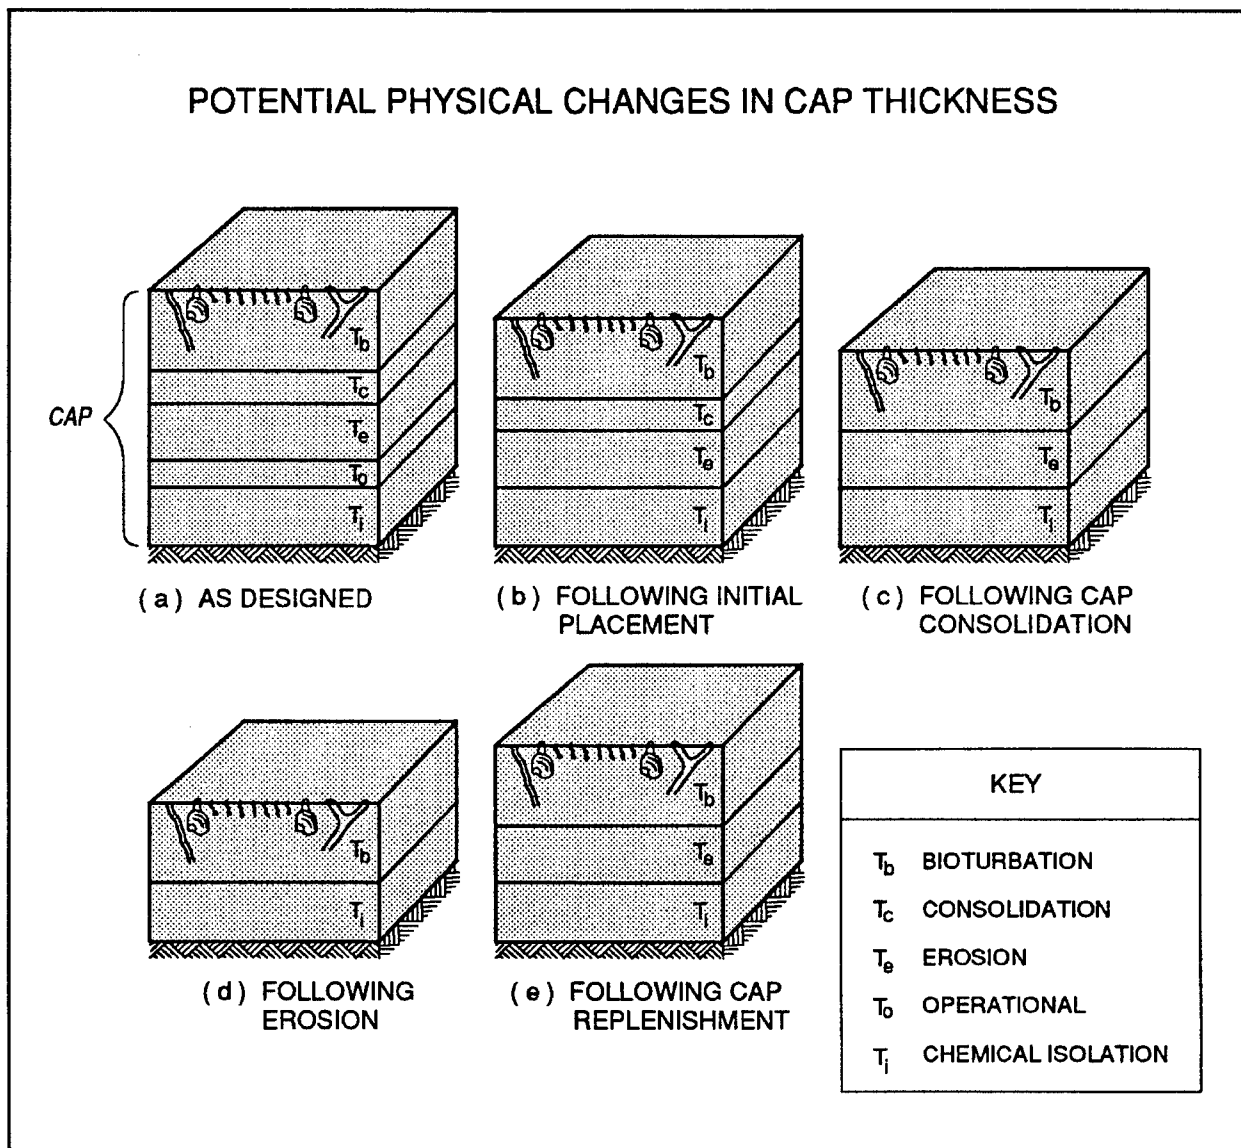 POTENTIAL PHYSICAL CHANGES IN CAP THICKNESS
CAP
Tb
Tc
Te
To
Ti
(a) AS DESIGNED
Tb
Tc
Te
Ti
(b) FOLLOWING INITIAL
PLACEMENT
Tb
Te
Ti
(c) FOLLOWING CAP
CONSOLIDATION
Tb
Ti
(d) FOLLOWING
EROSION
Tb
Te
Ti
(e) FOLLOWING CAP
REPLENISHMENT
KEY
Tb BIOTURBATION
Tc CONSOLIDATION
Te EROSION
To OPERATIONAL
Ti CHEMICAL ISOLATION